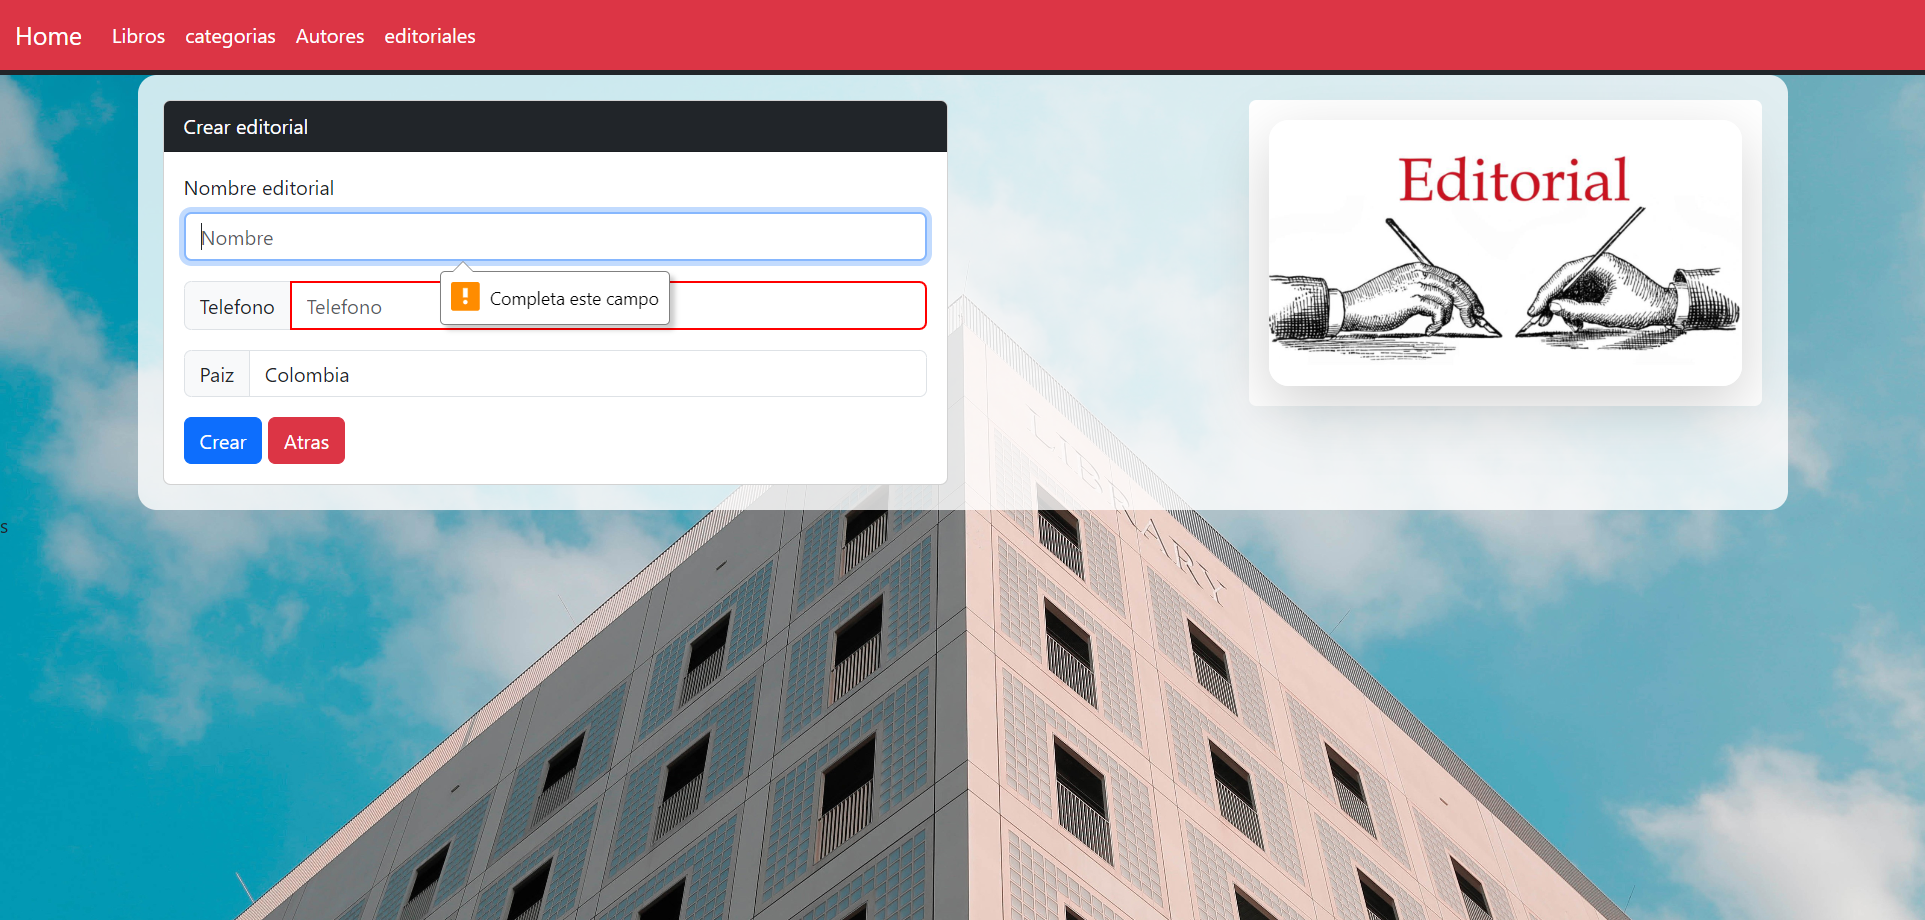 Home Libros categorias Autores editoriales
Crear editorial
Nombre editorial
Nombre
Completa este campo
Telefono Telefono
Paiz Colombia
Crear Atras
Editorial
s
LIBRARY